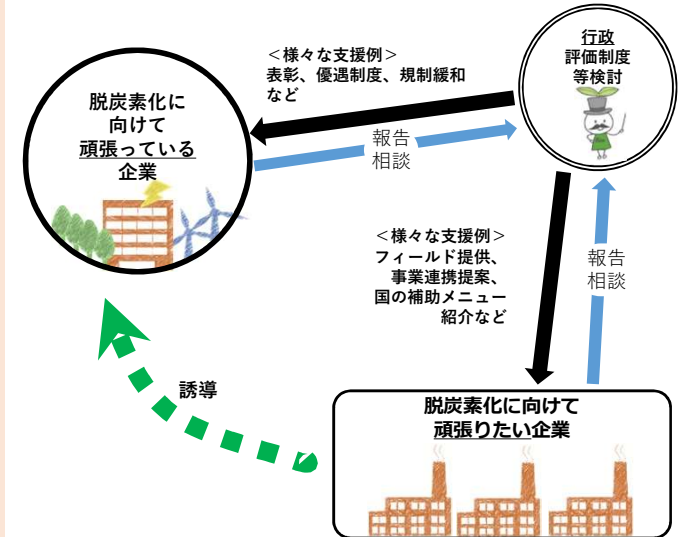 ＜様々な支援例＞
表彰、優遇制度、規制緩和
など
行政
評価制度
等検討
脱炭素化に
向けて
頑張っている
企業
報告
相談
＜様々な支援例＞
フィールド提供、
事業連携提案、
国の補助メニュー
紹介など
報告
相談
誘導
脱炭素化に向けて
頑張りたい企業